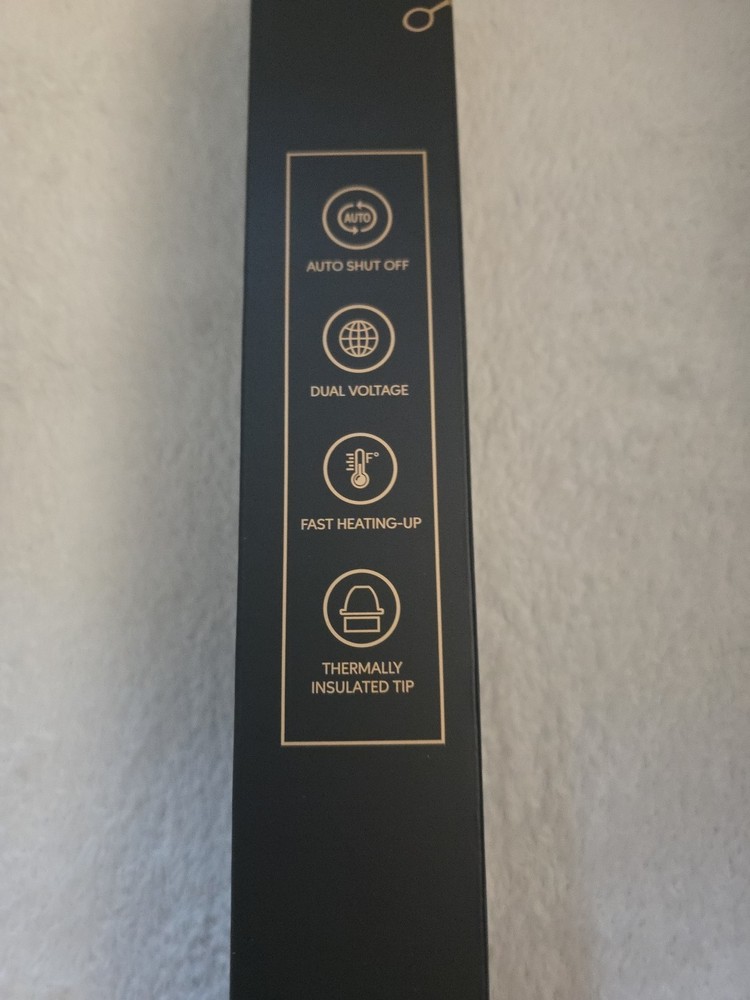 AUTO
AUTO SHUT OFF
DUAL VOLTAGE
F°
FAST HEATING-UP
THERMALLY
INSULATED TIP